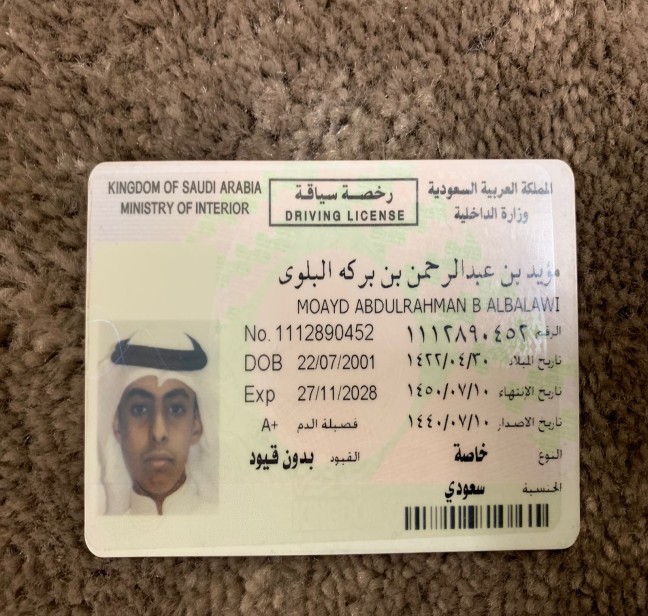 KINGDOM OF SAUDI ARABIA
MINISTRY OF INTERIOR
رخصة سياقة
DRIVING LICENSE
المملكة العربية السعودية
وزارة الداخلية
مؤيد بن عبدالرحمن بن بركه البلوى
MOAYD ABDULRAHMAN B ALBALAWI
No. 1112890452 الرقم ١١١٢٨٩٠٤٥٢
DOB 22/07/2001 تاريخ الميلاد ١٤٢٢/٠٤/٣٠
Exp 27/11/2028 تاريخ الإنتهاء ١٤٥٠/٠٧/١٠
A+ فصيلة الدم تاريخ الاصدار ١٤٤٠/٠٧/١٠
النوع خاصة القيود بدون قيود
الجنسية سعودي